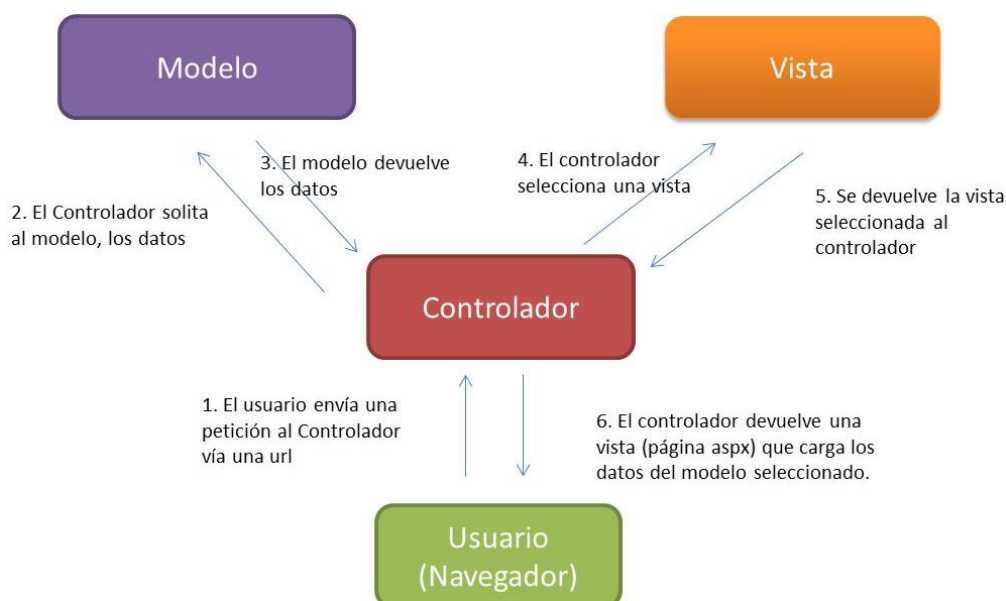 Modelo
Vista
3. El modelo devuelve
los datos
4. El controlador
selecciona una vista
2. El Controlador solita
al modelo, los datos
5. Se devuelve la vista
seleccionada al
controlador
Controlador
1. El usuario envía una
petición al Controlador
vía una url
6. El controlador devuelve una
vista (página aspx) que carga los
datos del modelo seleccionado.
Usuario
(Navegador)